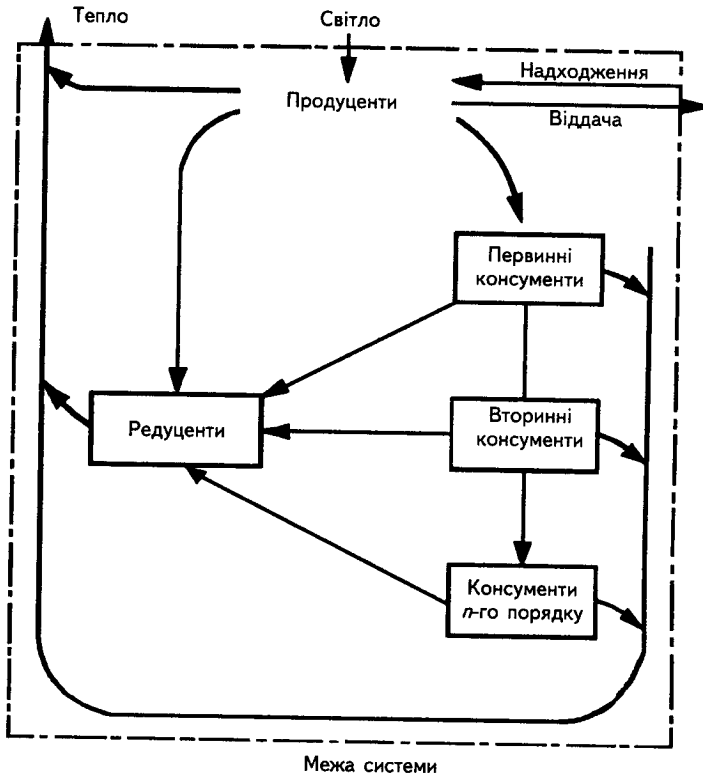 Тепло
Світло
Надходження
Продуценти
Віддача
Первинні
консументи
Редуценти
Вторинні
консументи
Консументи
n-го порядку
Межа системи